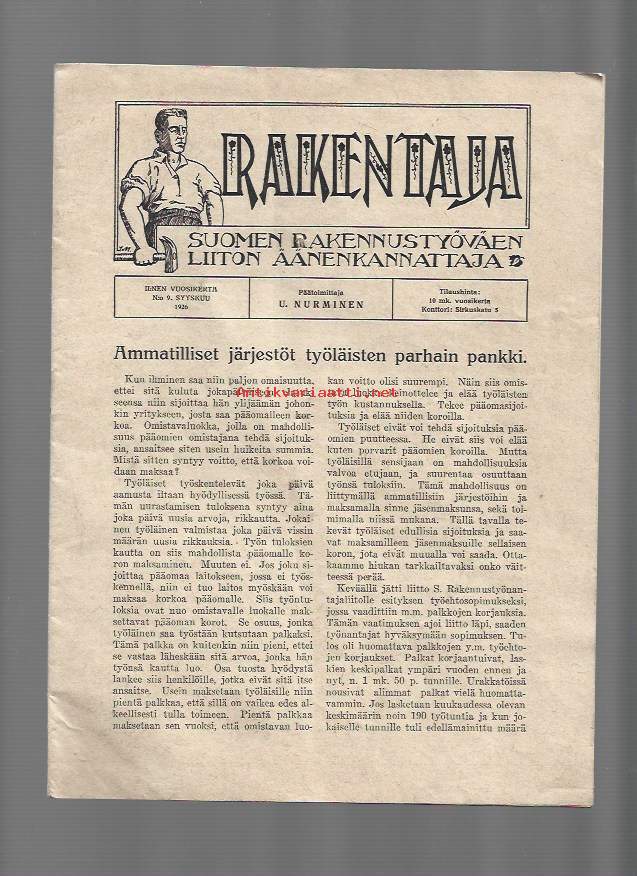 RAKENTAJA
SUOMEN RAKENNUSTYÖVÄEN
LIITON ÄÄNENKANNATTAJA
II:NEN VUOSIKERTA
N:o 9. SYYSKUU
1926
Päätoimittaja
U. NURMINEN
Tilaushinta:
10 mk. vuosikerta
Konttori: Sirkuskatu 5
Ammatilliset järjestöt työläisten parhain pankki.
Kun ihminen saa niin paljon omaisuutta,
ettei sitä kuluta jokapäiväiseen
seensa niin sijoittaa hän ylijäämän johon-
kin yritykseen, josta saa pääomalleen kor-
koa. Omistavaluokka, jolla on mahdolli-
suus pääomien omistajana tehdä sijoituk-
sia, ansaitsee siten usein huikeita summia.
Mistä sitten syntyy voitto, että korkoa voi-
daan maksaa?
Työläiset työskentelevät joka päivä
aamusta iltaan hyödyllisessä työssä. Tä-
män uurastamisen tuloksena syntyy aina
joka päivä uusia arvoja, rikkautta. Jokai-
nen työläinen valmistaa joka päivä vissin
määrän uusia rikkauksia. Työn tuloksien
kautta on siis mahdollista pääomalle ko-
ron maksaminen. Muuten ei. Jos joku si-
joittaa pääomaa laitokseen, jossa ei työs-
kennellä, niin ei tuo laitos myöskään voi
maksaa korkoa pääomalle. Siis työntu-
loksia ovat nuo omistavalle luokalle mak-
settavat pääoman korot. Se osuus, jonka
työläinen saa työstään kutsutaan palkaksi.
Tämä palkka on kuitenkin niin pieni, ettei
se vastaa läheskään sitä arvoa, jonka hän
työnsä kautta luo. Osa tuosta hyödystä
lankee siis henkilöille, jotka eivät sitä itse
ansaitse. Usein maksetaan työläisille niin
pientä palkkaa, että sillä on vaikea edes al-
keellisesti tulla toimeen. Pientä palkkaa
maksetaan sen vuoksi, että omistavan luo-
kan voitto olisi suurempi. Näin siis omis-
keinottelee ja elää työläisten
työn kustannuksella. Tekee pääomasijoi-
tuksia ja elää niiden koroilla.
Työläiset eivät voi tehdä sijoituksia pää-
omien puutteessa. He eivät siis voi elää
kuten porvarit pääomien koroilla. Mutta
työläisillä sensijaan on mahdollisuuksia
valvoa etujaan, ja suurentaa osuuttaan
työnsä tuloksiin. Tämä mahdollisuus on
liittymällä ammatillisiin järjestöihin ja
maksamalla sinne jäsenmaksunsa, sekä toi-
mimalla niissä mukana. Tällä tavalla te-
kevät työläiset edullisia sijoituksia ja saa-
vat maksamilleen jäsenmaksuille sellaisen
koron, jota eivät muualla voi saada. Otta-
kaamme hiukan tarkkailtavaksi onko väit-
teessä perää.
Keväällä jätti liitto S. Rakennustyönan-
tajaliitolle esityksen työehtosopimukseksi,
jossa vaadittiin m.m. palkkojen korjauksia.
Tämän vaatimuksen ajoi liitto läpi, saaden
työnantajat hyväksymään sopimuksen. Tu-
los oli huomattava palkkojen y.m. työehto-
jen korjaukset. Palkat korjaantuivat, las-
kien keskipalkat ympäri vuoden ennen ja
nyt, n. 1 mk. 50 p. tunnille. Urakkatöissä
nousivat alimmat palkat vielä huomatta-
vammin. Jos lasketaan kuukaudessa olevan
keskimäärin noin 190 työtuntia ja kun jo-
kaiselle tunnille tuli edellämainittu määrä
Antikvariaatti.net